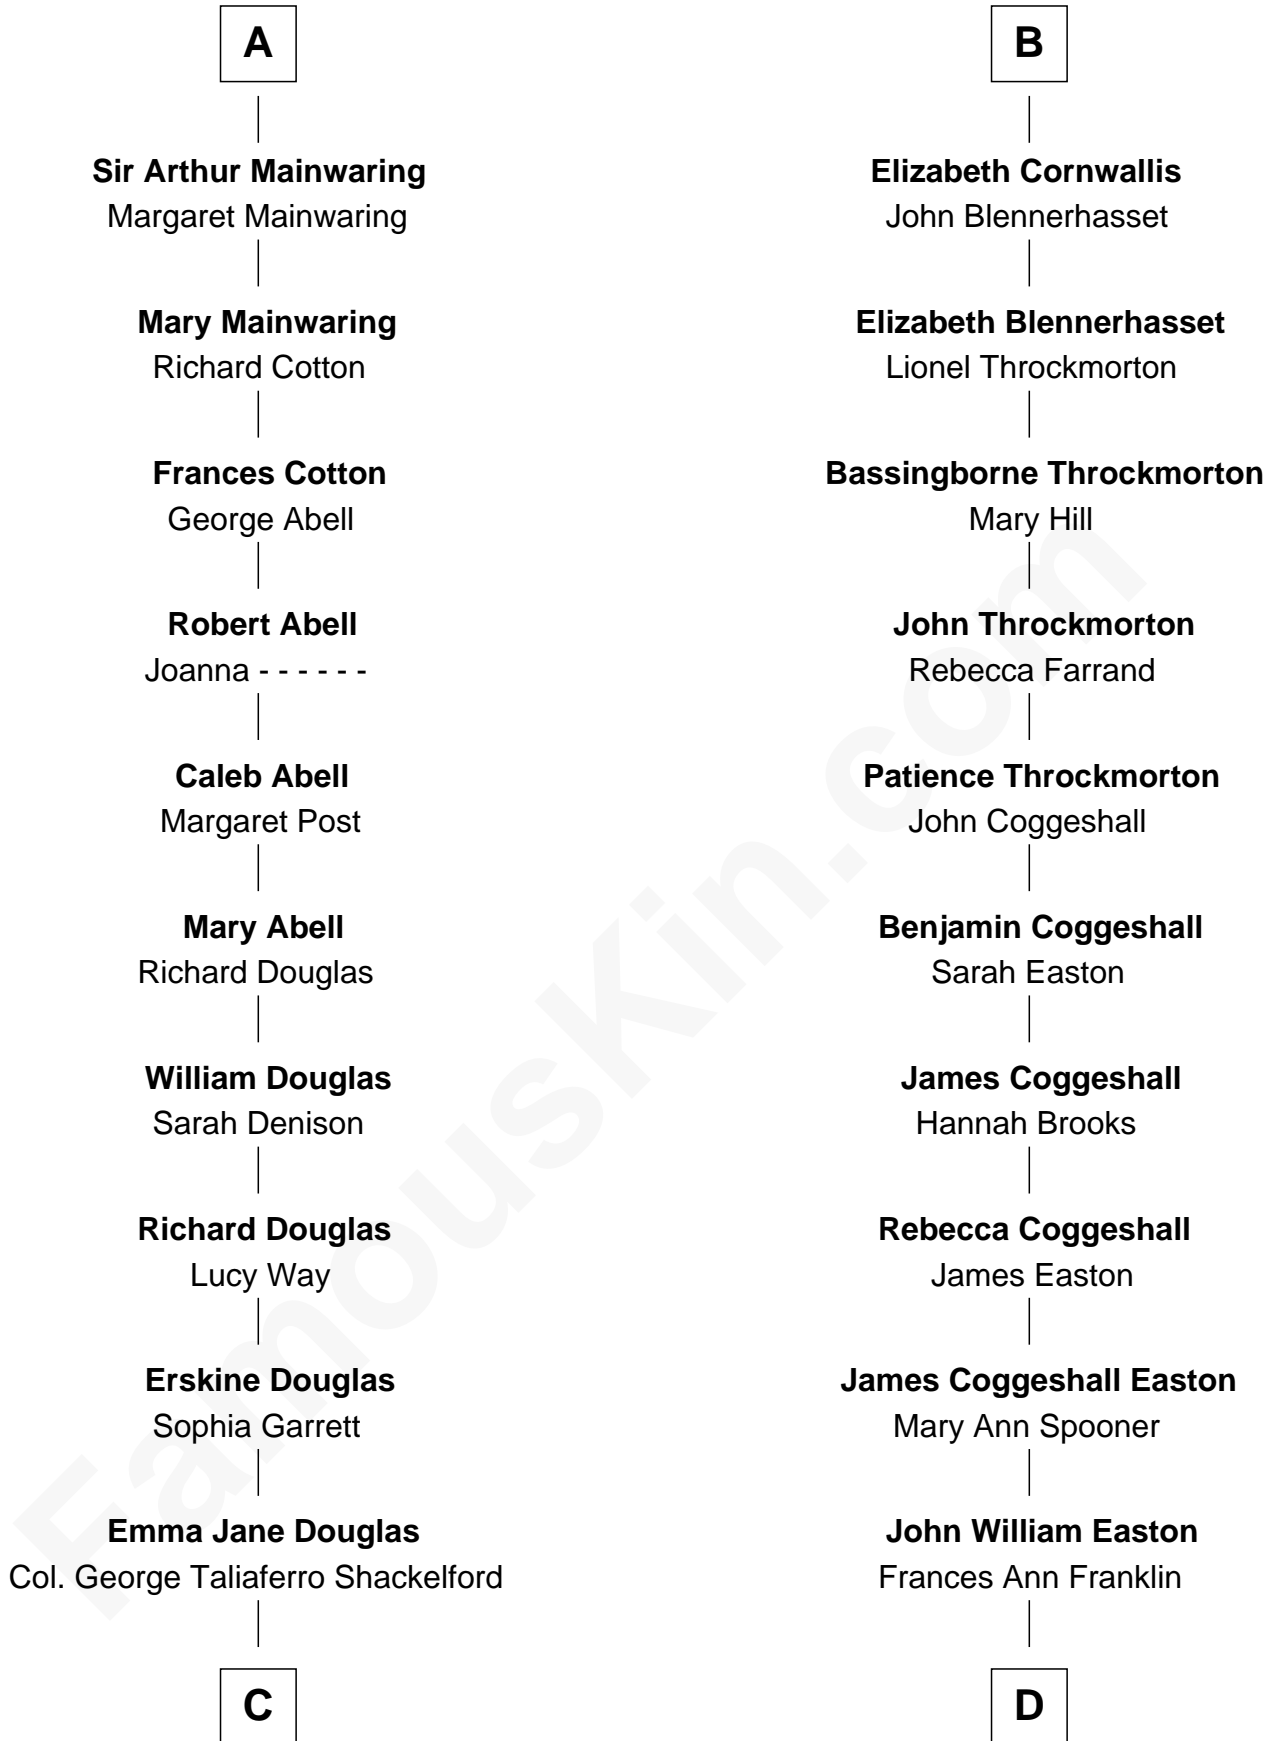 A
Sir Arthur Mainwaring
Margaret Mainwaring
Mary Mainwaring
Richard Cotton
Frances Cotton
George Abell
Robert Abell
Joanna - - - - - -
Caleb Abell
Margaret Post
Mary Abell
Richard Douglas
William Douglas
Sarah Denison
Richard Douglas
Lucy Way
Erskine Douglas
Sophia Garrett
Emma Jane Douglas
Col. George Taliaferro Shackelford
C
B
Elizabeth Cornwallis
John Blennerhasset
Elizabeth Blennerhasset
Lionel Throckmorton
Bassingborne Throckmorton
Mary Hill
John Throckmorton
Rebecca Farrand
Patience Throckmorton
John Coggeshall
Benjamin Coggeshall
Sarah Easton
James Coggeshall
Hannah Brooks
Rebecca Coggeshall
James Easton
James Coggeshall Easton
Mary Ann Spooner
John William Easton
Frances Ann Franklin
D
FamousKin.com